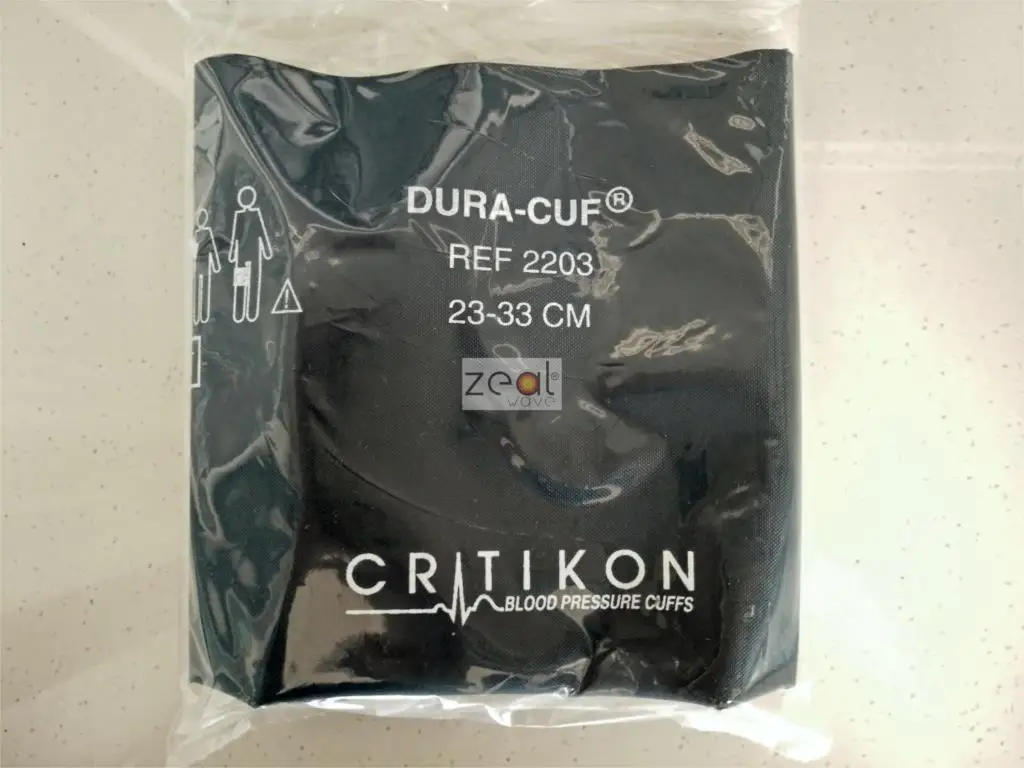 DURA-CUF®
REF 2203
23-33 CM
zeal®
wave
CRITIKON
BLOOD PRESSURE CUFFS